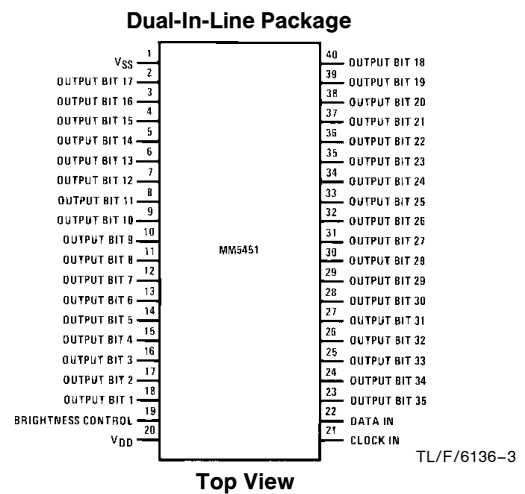 Dual-In-Line Package
1 40
VSS OUTPUT BIT 18
2 39
OUTPUT BIT 17 OUTPUT BIT 19
3 38
OUTPUT BIT 16 OUTPUT BIT 20
4 37
OUTPUT BIT 15 OUTPUT BIT 21
5 36
OUTPUT BIT 14 OUTPUT BIT 22
6 35
OUTPUT BIT 13 OUTPUT BIT 23
7 34
OUTPUT BIT 12 OUTPUT BIT 24
8 33
OUTPUT BIT 11 OUTPUT BIT 25
9 32
OUTPUT BIT 10 OUTPUT BIT 26
10 31
OUTPUT BIT 9 MM5451 OUTPUT BIT 27
11 30
OUTPUT BIT 8 OUTPUT BIT 28
12 29
OUTPUT BIT 7 OUTPUT BIT 29
13 28
OUTPUT BIT 6 OUTPUT BIT 30
14 27
OUTPUT BIT 5 OUTPUT BIT 31
15 26
OUTPUT BIT 4 OUTPUT BIT 32
16 25
OUTPUT BIT 3 OUTPUT BIT 33
17 24
OUTPUT BIT 2 OUTPUT BIT 34
18 23
OUTPUT BIT 1 OUTPUT BIT 35
19 22
BRIGHTNESS CONTROL DATA IN
20 21
VDD CLOCK IN
TL/F/6136–3
Top View